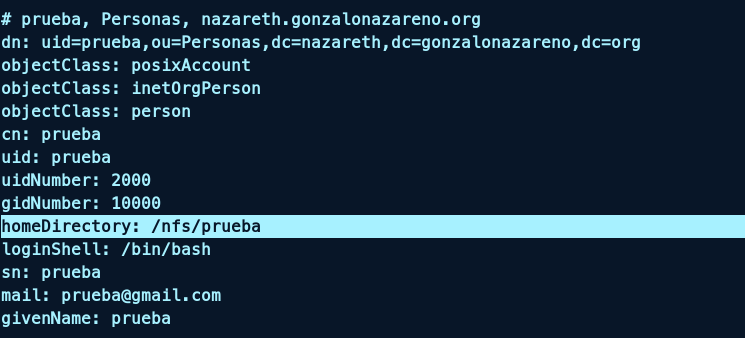 # prueba, Personas, nazareth.gonzalonazareno.org
dn: uid=prueba,ou=Personas,dc=nazareth,dc=gonzalonazareno,dc=org
objectClass: posixAccount
objectClass: inetOrgPerson
objectClass: person
cn: prueba
uid: prueba
uidNumber: 2000
gidNumber: 10000
homeDirectory: /nfs/prueba
loginShell: /bin/bash
sn: prueba
mail: prueba@gmail.com
givenName: prueba